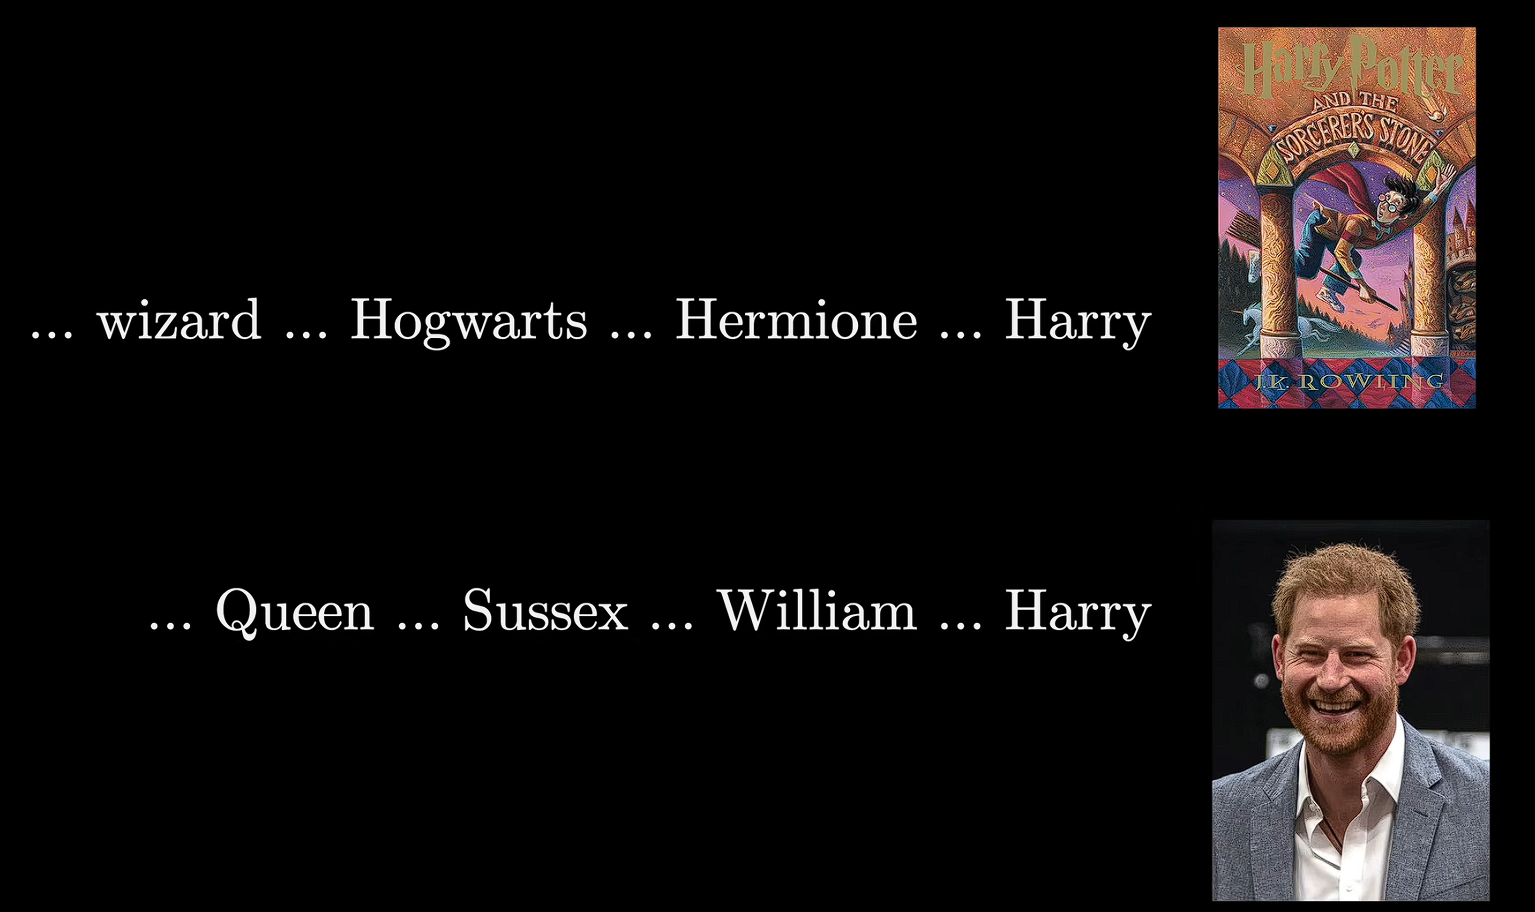 Harry Potter
AND THE
SORCERER'S STONE
... wizard ... Hogwarts ... Hermione ... Harry
J.K. ROWLING
... Queen ... Sussex ... William ... Harry